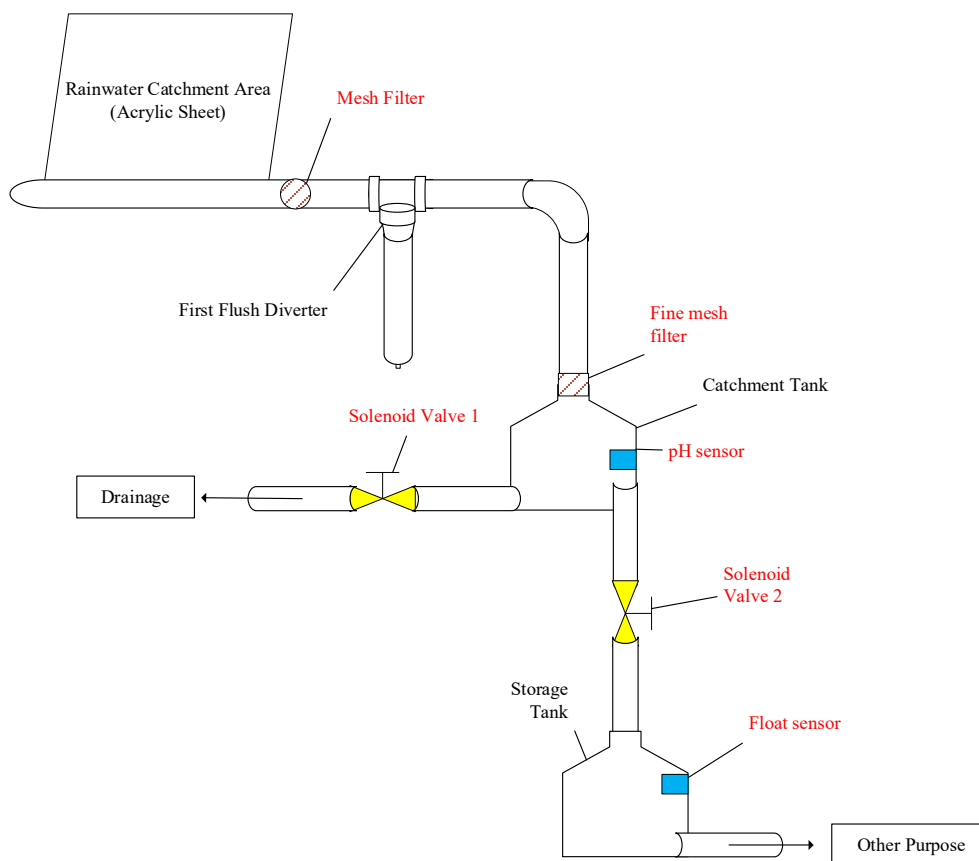 Rainwater Catchment Area
(Acrylic Sheet)
Mesh Filter
First Flush Diverter
Fine mesh
filter
Catchment Tank
Solenoid Valve 1
pH sensor
Drainage
Solenoid
Valve 2
Storage
Tank
Float sensor
Other Purpose